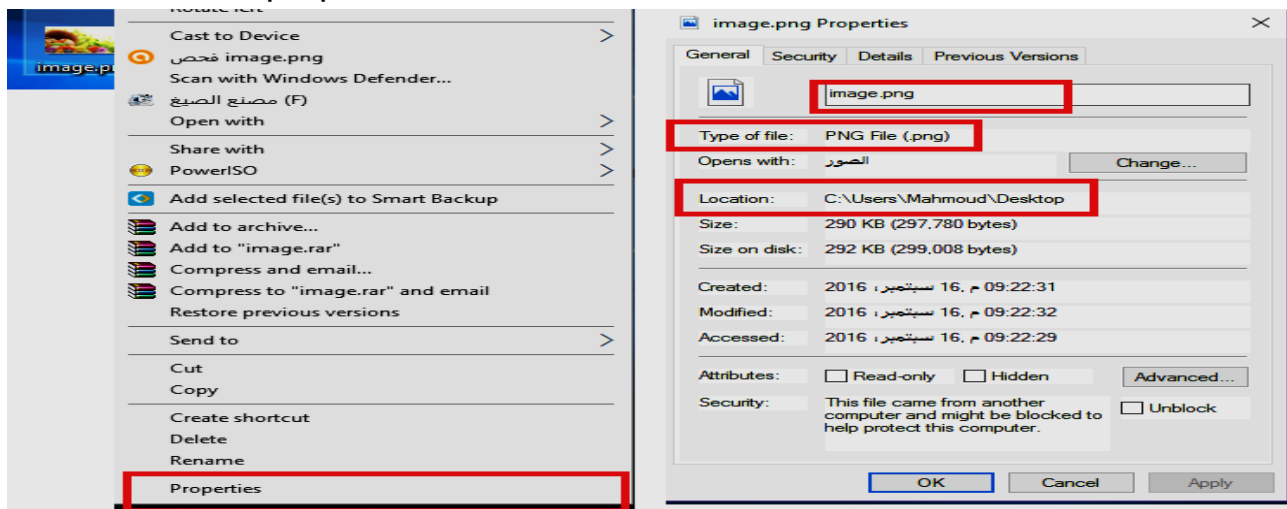 Rotate left
Cast to Device
image.png فحص
Scan with Windows Defender...
(F) مصنع الصيغ
Open with
Share with
PowerISO
Add selected file(s) to Smart Backup
Add to archive...
Add to "image.rar"
Compress and email...
Compress to "image.rar" and email
Restore previous versions
Send to
Cut
Copy
Create shortcut
Delete
Rename
Properties
image.png Properties
General Security Details Previous Versions
image.png
Type of file: PNG File (.png)
Opens with: الصور Change...
Location: C:\Users\Mahmoud\Desktop
Size: 290 KB (297,780 bytes)
Size on disk: 292 KB (299,008 bytes)
Created: 2016 ،سبتمبر 16, م 09:22:31
Modified: 2016 ،سبتمبر 16, م 09:22:32
Accessed: 2016 ،سبتمبر 16, م 09:22:29
Attributes: Read-only Hidden Advanced...
Security: This file came from another
computer and might be blocked to Unblock
help protect this computer.
OK Cancel Apply